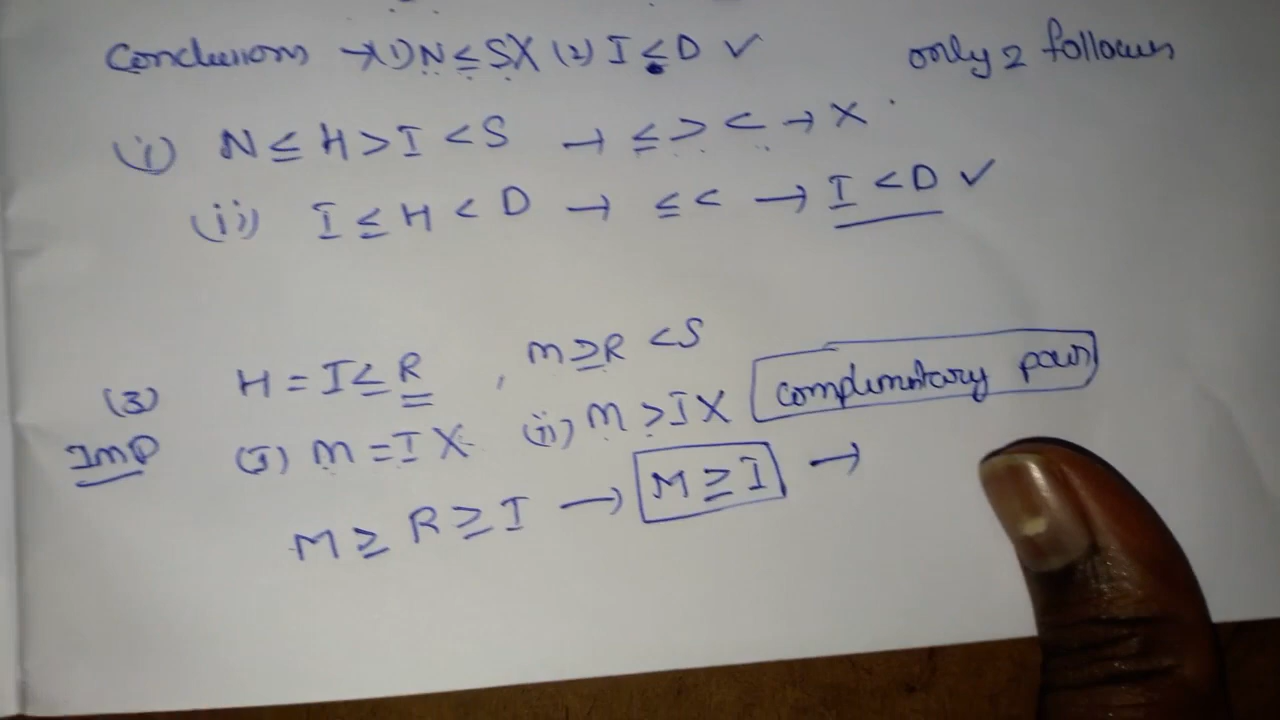 Conclusions → (1) N ≤ S X (2) I ≤ D ✓ only 2 follows
(i) N ≤ H > I < S → ≤ > < → X
(ii) I ≤ H < D → ≤ < → I < D ✓
(3) H = I ≤ R , M ≥ R < S
Imp (I) M = I X (ii) M > I X complimentary pair
M ≥ R ≥ I → M ≥ I →